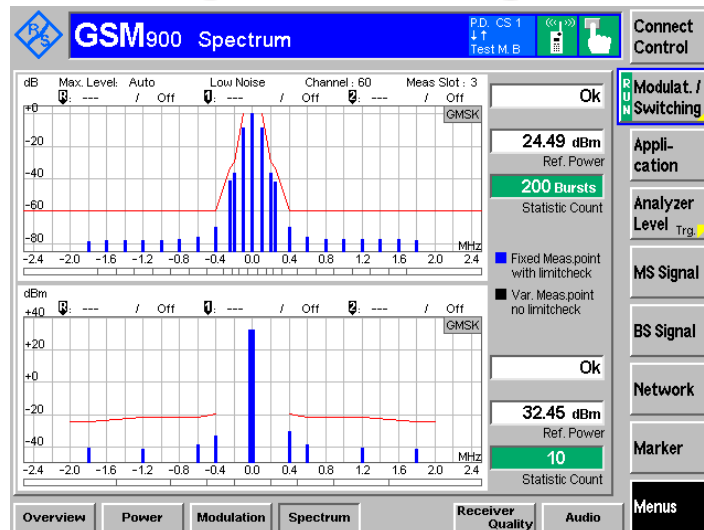 R/S
GSM900 Spectrum
P.D. CS 1
↓↑
Test M. B
Connect
Control
dB Max. Level: Auto Low Noise Channel : 60 Meas Slot : 3
R: --- / Off 1: --- / Off 2: --- / Off
+0
GMSK
-20
-40
-60
-80
MHz
-2.4 -2.0 -1.6 -1.2 -0.8 -0.4 0.0 0.4 0.8 1.2 1.6 2.0 2.4
Ok
24.49 dBm
Ref. Power
200 Bursts
Statistic Count
Fixed Meas.point
with limitcheck
Var. Meas.point
no limitcheck
dBm
R: --- / Off 1: --- / Off 2: --- / Off
+40
GMSK
+20
+0
-20
-40
MHz
-2.4 -2.0 -1.6 -1.2 -0.8 -0.4 0.0 0.4 0.8 1.2 1.6 2.0 2.4
Ok
32.45 dBm
Ref. Power
10
Statistic Count
RUN
Modulat. /
Switching
Appli-
cation
Analyzer
Level Trg.
MS Signal
BS Signal
Network
Marker
Menus
Overview Power Modulation Spectrum Receiver Quality Audio